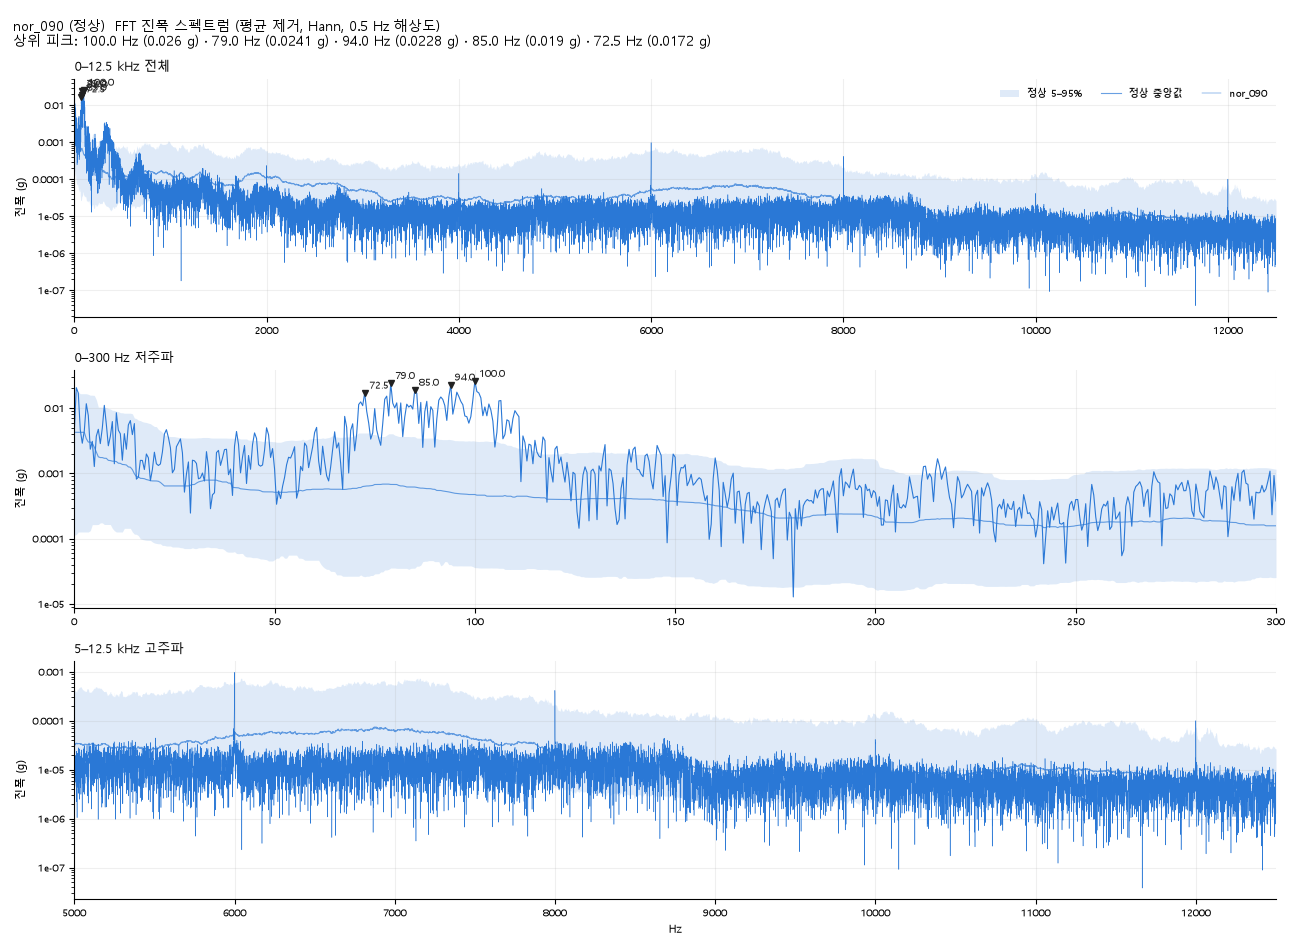 nor_090 (정상) FFT 진폭 스펙트럼 (평균 제거, Hann, 0.5 Hz 해상도)
상위 피크: 100.0 Hz (0.026 g) · 79.0 Hz (0.0241 g) · 94.0 Hz (0.0228 g) · 85.0 Hz (0.019 g) · 72.5 Hz (0.0172 g)
0–12.5 kHz 전체
정상 5–95% 정상 중앙값 nor_090
0.01
0.001
0.0001
1e-05
1e-06
1e-07
진폭 (g)
0 2000 4000 6000 8000 10000 12000
0–300 Hz 저주파
72.5 79.0 85.0 94.0 100.0
0.01
0.001
0.0001
1e-05
진폭 (g)
0 50 100 150 200 250 300
5–12.5 kHz 고주파
0.001
0.0001
1e-05
1e-06
1e-07
진폭 (g)
5000 6000 7000 8000 9000 10000 11000 12000
Hz